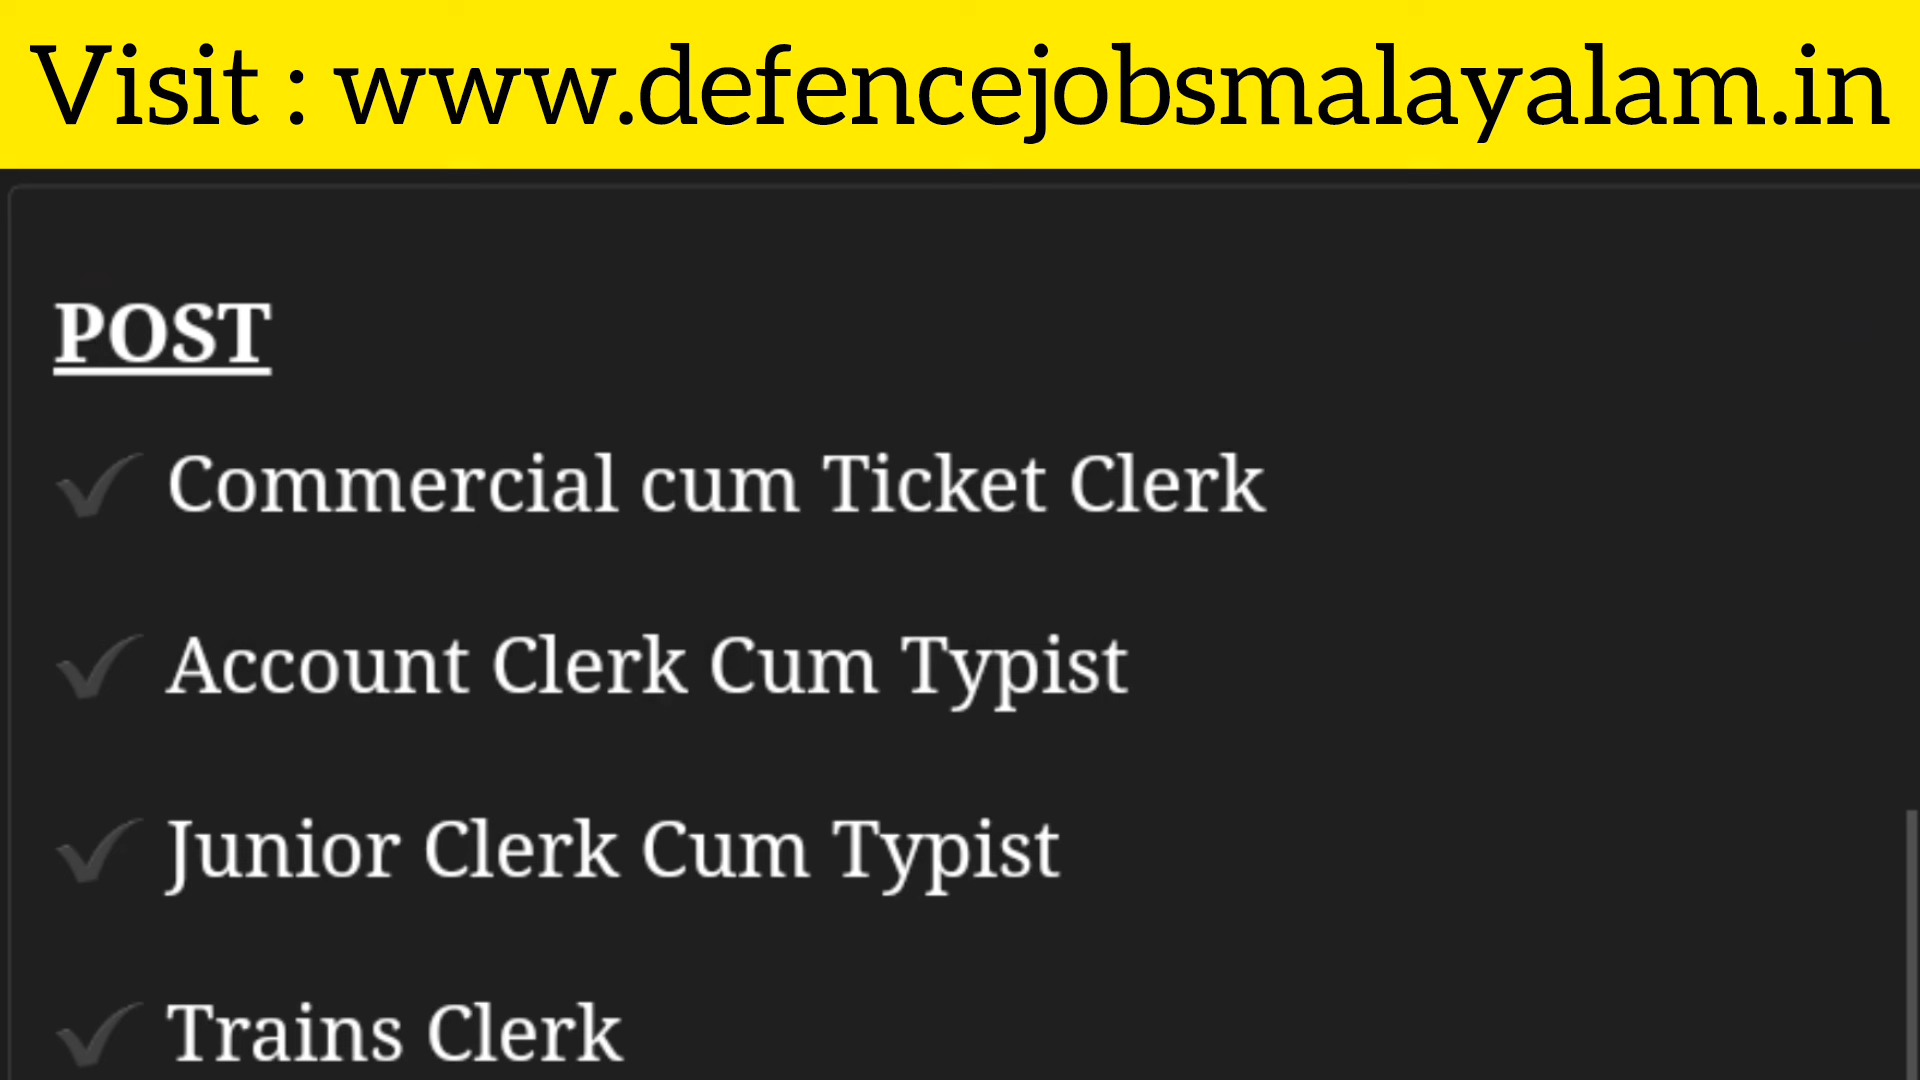 Visit : www.defencejobsmalayalam.in
POST
✔ Commercial cum Ticket Clerk
✔ Account Clerk Cum Typist
✔ Junior Clerk Cum Typist
✔ Trains Clerk